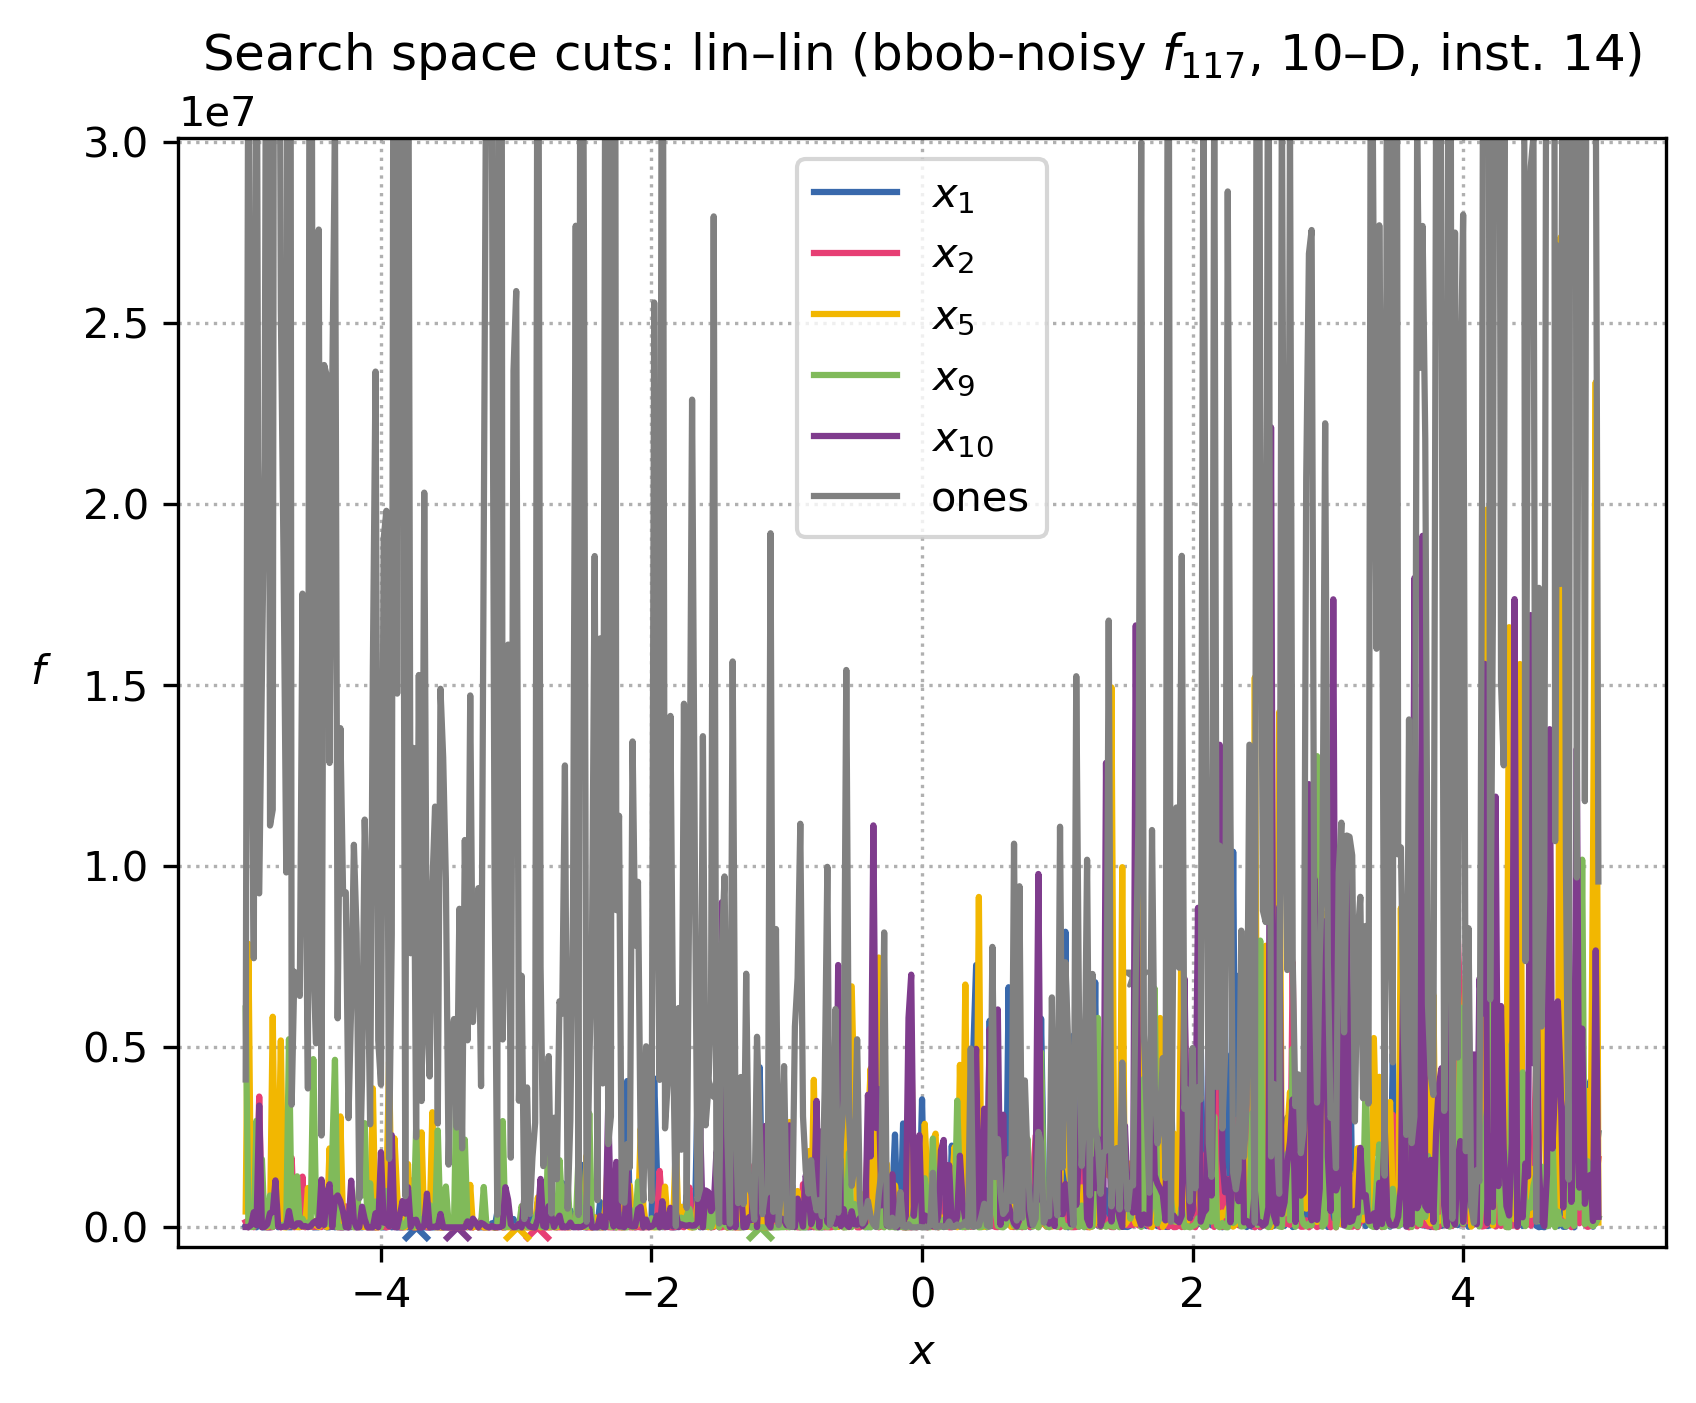 Search space cuts: lin–lin (bbob-noisy f117, 10–D, inst. 14)
1e7
3.0
2.5
2.0
1.5
1.0
0.5
0.0
f
x1
x2
x5
x9
x10
ones
−4
−2
0
2
4
x